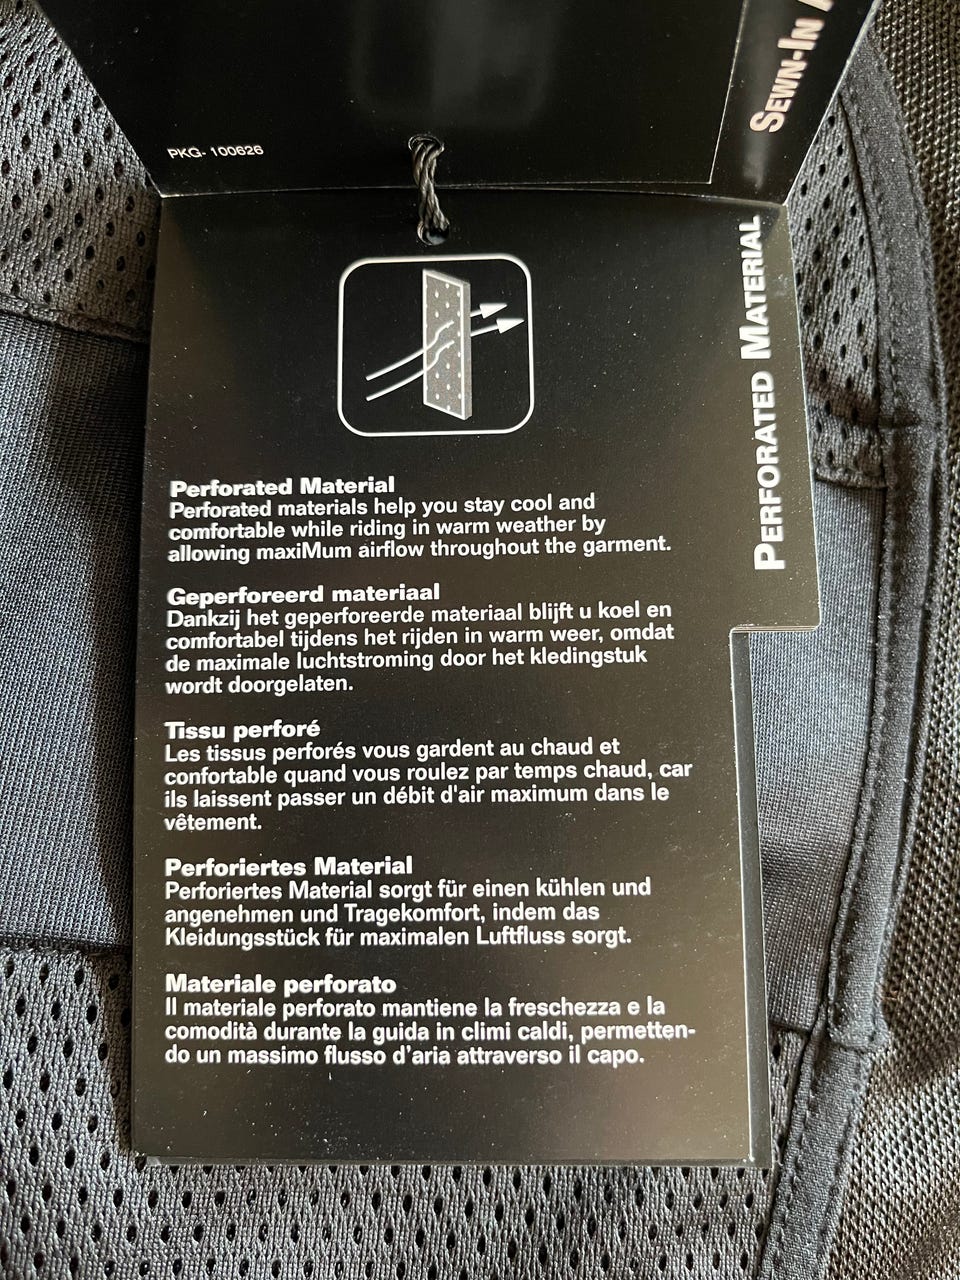 SEWN-IN
PKG- 100626
PERFORATED MATERIAL
Perforated Material
Perforated materials help you stay cool and
comfortable while riding in warm weather by
allowing maxiMum airflow throughout the garment.
Geperforeerd materiaal
Dankzij het geperforeerde materiaal blijft u koel en
comfortabel tijdens het rijden in warm weer, omdat
de maximale luchtstroming door het kledingstuk
wordt doorgelaten.
Tissu perforé
Les tissus perforés vous gardent au chaud et
confortable quand vous roulez par temps chaud, car
ils laissent passer un débit d'air maximum dans le
vêtement.
Perforiertes Material
Perforiertes Material sorgt für einen kühlen und
angenehmen und Tragekomfort, indem das
Kleidungsstück für maximalen Luftfluss sorgt.
Materiale perforato
Il materiale perforato mantiene la freschezza e la
comodità durante la guida in climi caldi, permetten-
do un massimo flusso d'aria attraverso il capo.